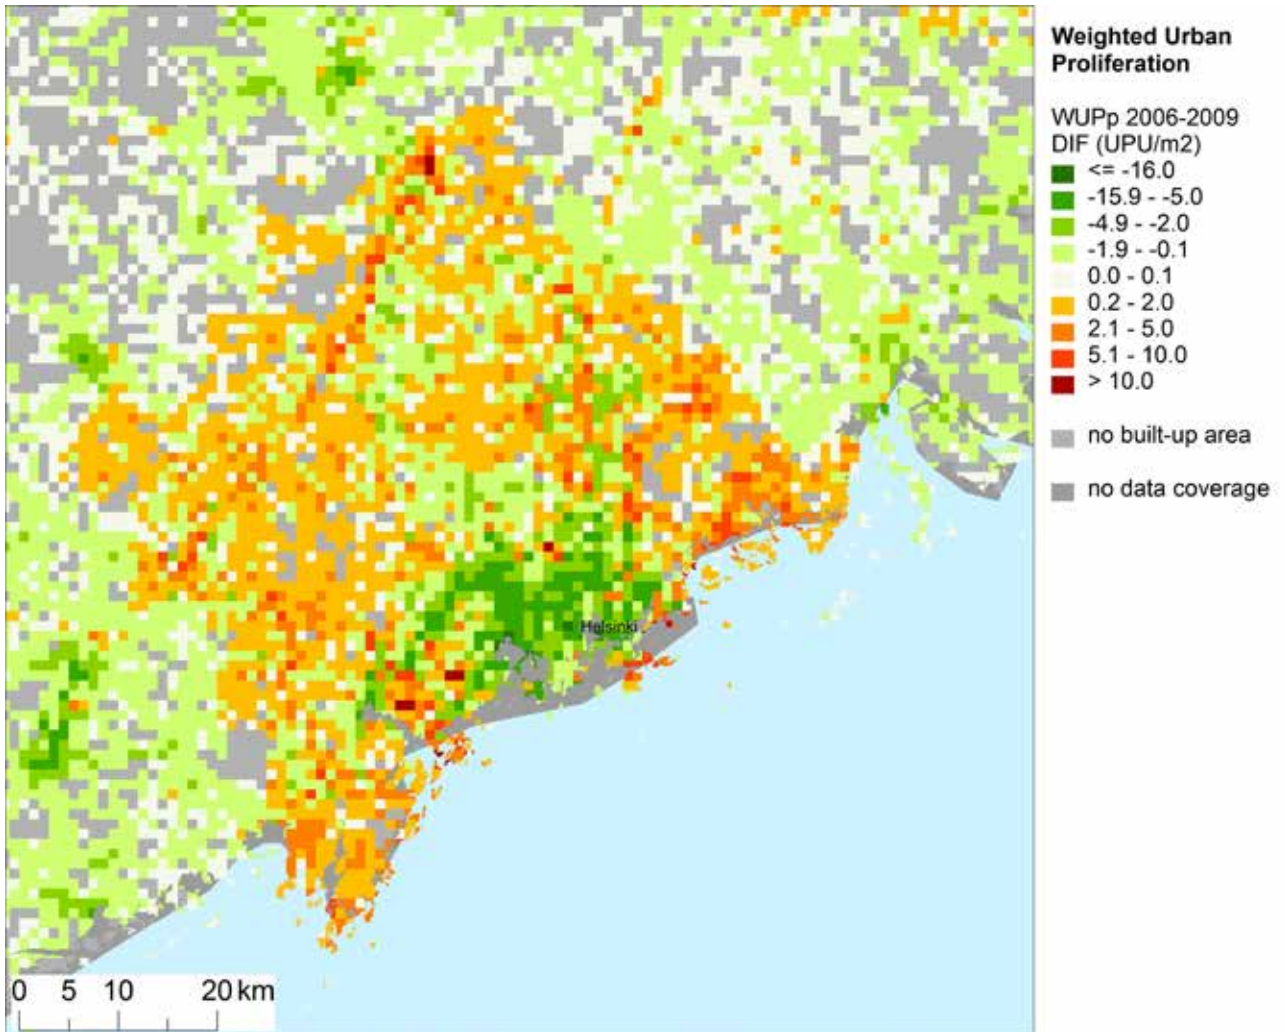 Weighted Urban
Proliferation
WUPp 2006-2009
DIF (UPU/m2)
<= -16.0
-15.9 - -5.0
-4.9 - -2.0
-1.9 - -0.1
0.0 - 0.1
0.2 - 2.0
2.1 - 5.0
5.1 - 10.0
> 10.0
no built-up area
no data coverage
Helsinki
0 5 10 20 km